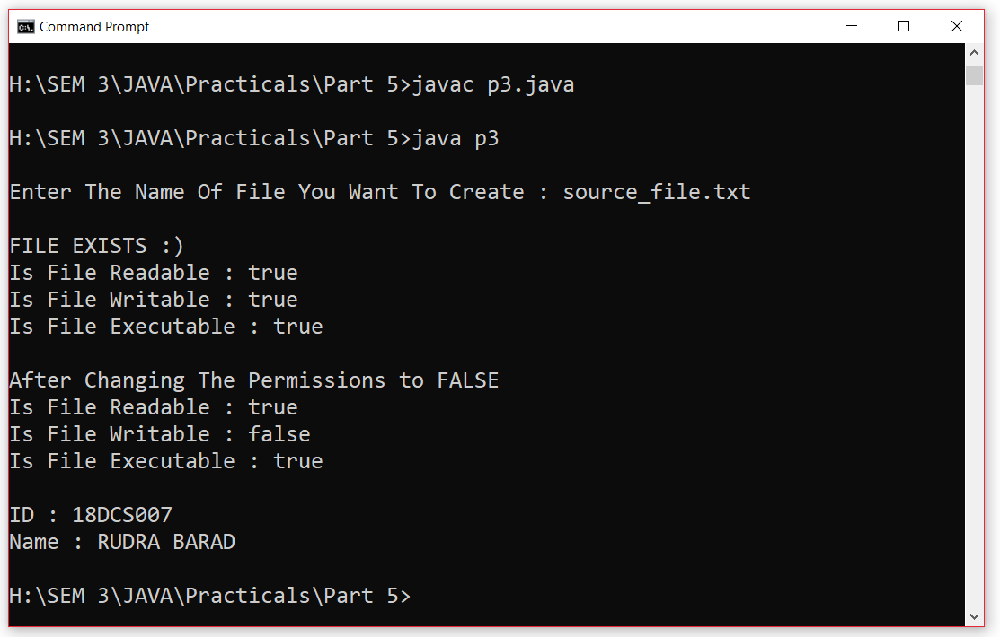 Command Prompt
H:\SEM 3\JAVA\Practicals\Part 5>javac p3.java
H:\SEM 3\JAVA\Practicals\Part 5>java p3
Enter The Name Of File You Want To Create : source_file.txt
FILE EXISTS :)
Is File Readable : true
Is File Writable : true
Is File Executable : true
After Changing The Permissions to FALSE
Is File Readable : true
Is File Writable : false
Is File Executable : true
ID : 18DCS007
Name : RUDRA BARAD
H:\SEM 3\JAVA\Practicals\Part 5>